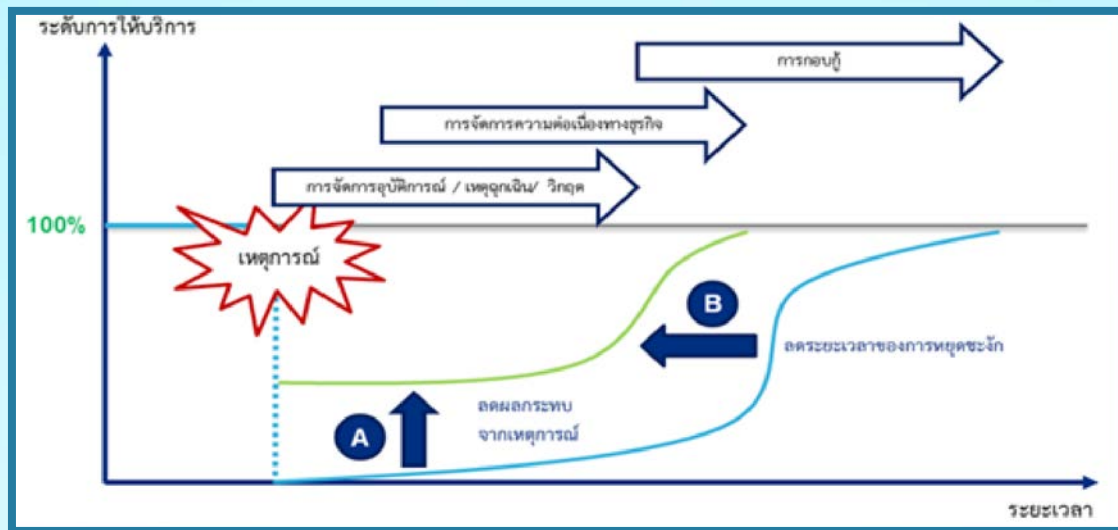 ระดับการให้บริการ
การกอบกู้
การจัดการความต่อเนื่องทางธุรกิจ
การจัดการอุบัติการณ์ / เหตุฉุกเฉิน/ วิกฤต
100%
เหตุการณ์
B
ลดระยะเวลาของการหยุดชะงัก
A
ลดผลกระทบ
จากเหตุการณ์
ระยะเวลา